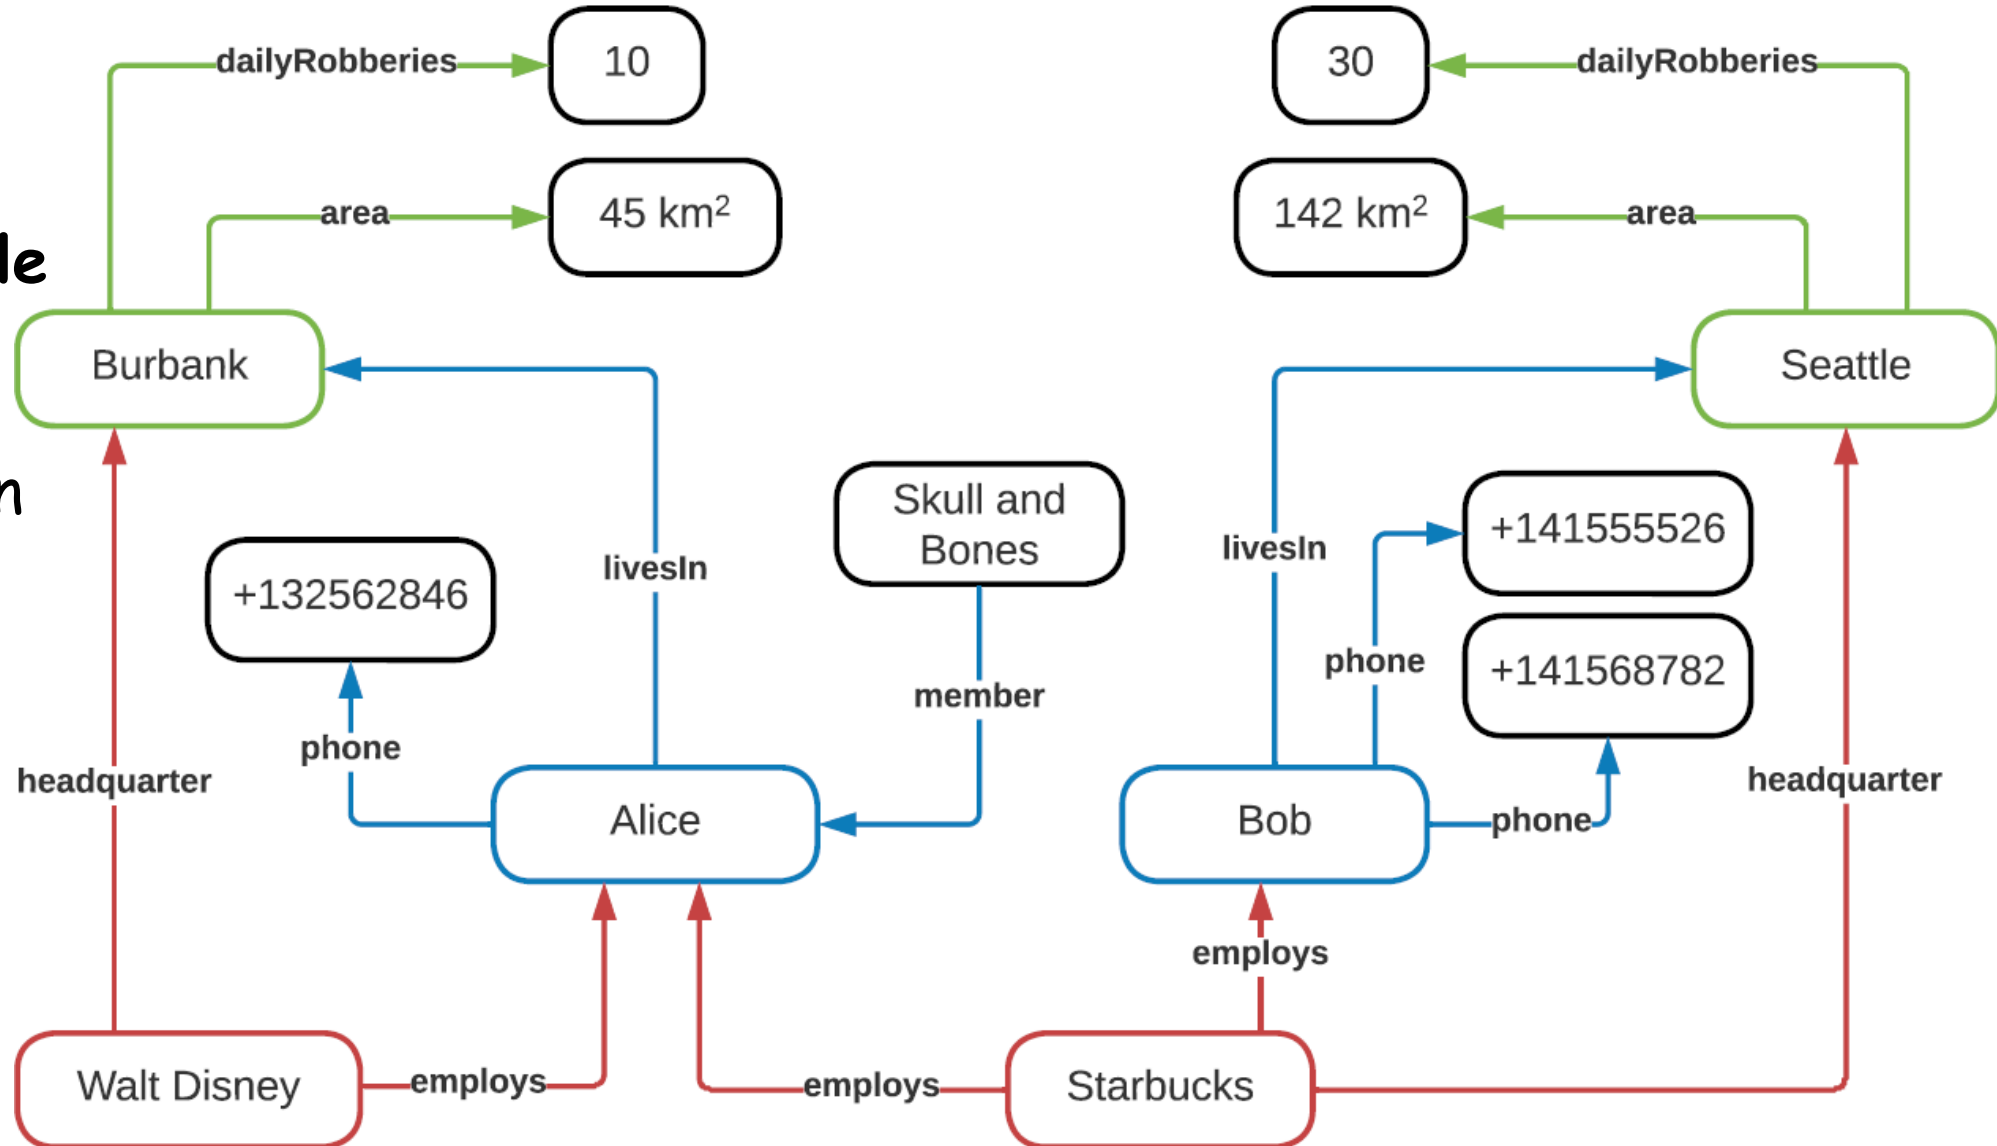 dailyRobberies
10
30
dailyRobberies
area
45 km²
142 km²
area
Burbank
Seattle
Skull and
Bones
+132562846
livesIn
livesIn
+141555526
phone
+141568782
member
phone
headquarter
headquarter
Alice
Bob
phone
employs
Walt Disney
employs
employs
Starbucks